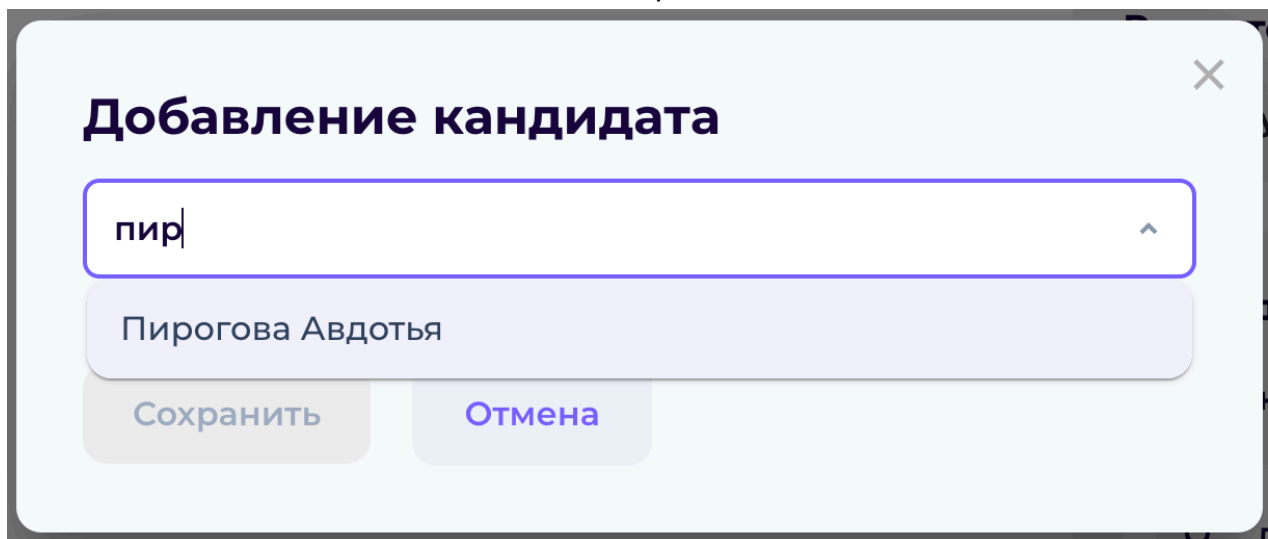 Добавление кандидата
пир
Пирогова Авдотья
Сохранить
Отмена